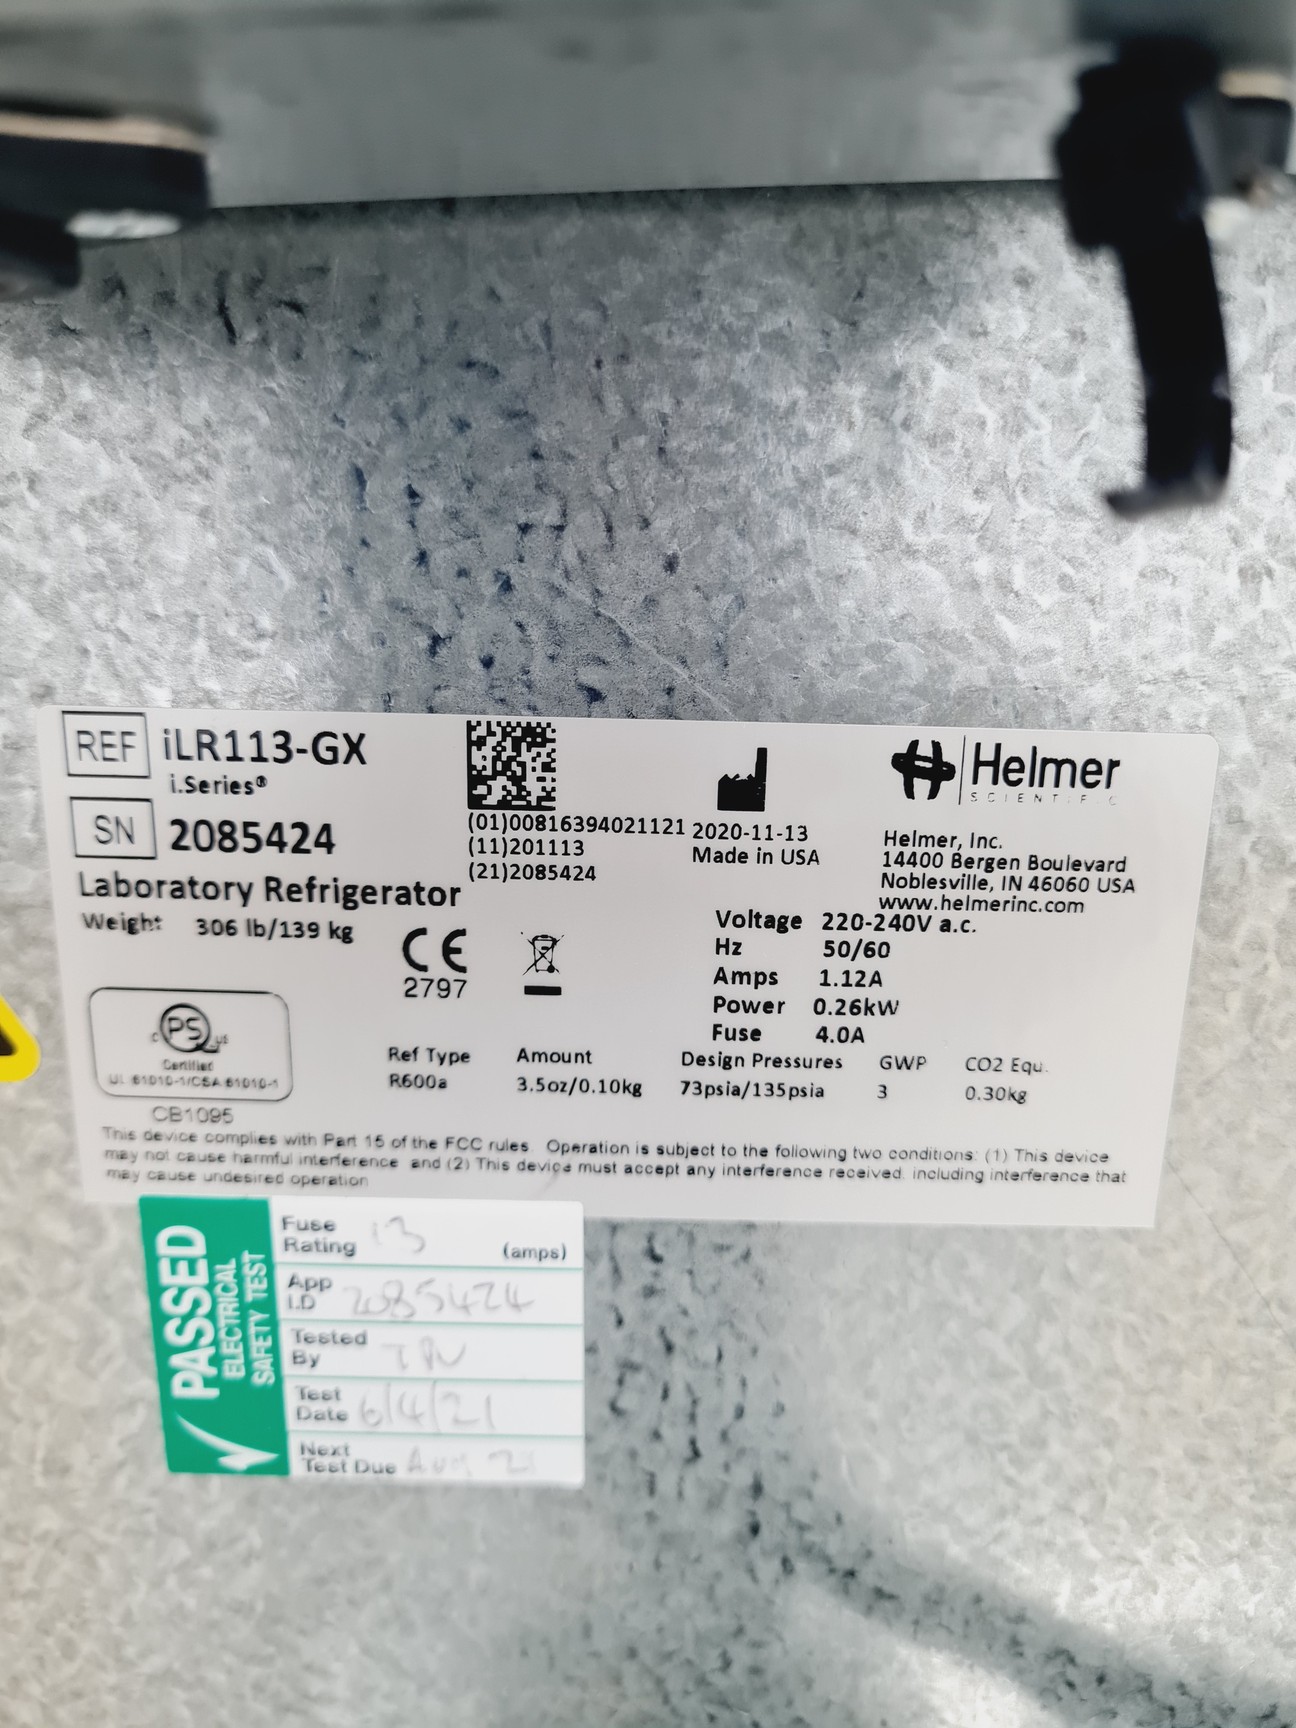 REF iLR113-GX
i.Series®
SN 2085424
Laboratory Refrigerator
Weight 306 lb/139 kg
(01)00816394021121
(11)201113
(21)2085424
2020-11-13
Made in USA
Helmer
SCIENTIFIC
Helmer, Inc.
14400 Bergen Boulevard
Noblesville, IN 46060 USA
www.helmerinc.com
Voltage 220-240V a.c.
Hz 50/60
Amps 1.12A
Power 0.26kW
Fuse 4.0A
CE
2797
c PS us
Certified
UL 61010-1/CSA 61010-1
CB1095
Ref Type Amount Design Pressures GWP CO2 Equ.
R600a 3.5oz/0.10kg 73psia/135psia 3 0.30kg
This device complies with Part 15 of the FCC rules. Operation is subject to the following two conditions: (1) This device
may not cause harmful interference and (2) This device must accept any interference received, including interference that
may cause undesired operation
PASSED
ELECTRICAL
SAFETY TEST
Fuse
Rating 13 (amps)
App
I.D 2085424
Tested
By
Test
Date 6/4/21
Next
Test Due